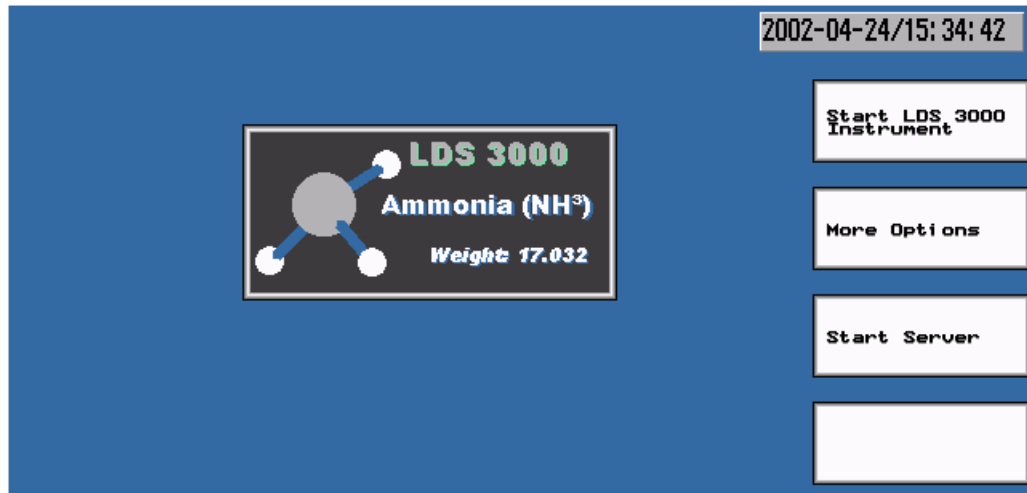 2002-04-24/15:34:42
Start LDS 3000
Instrument
LDS 3000
Ammonia (NH³)
More Options
Weight: 17.032
Start Server